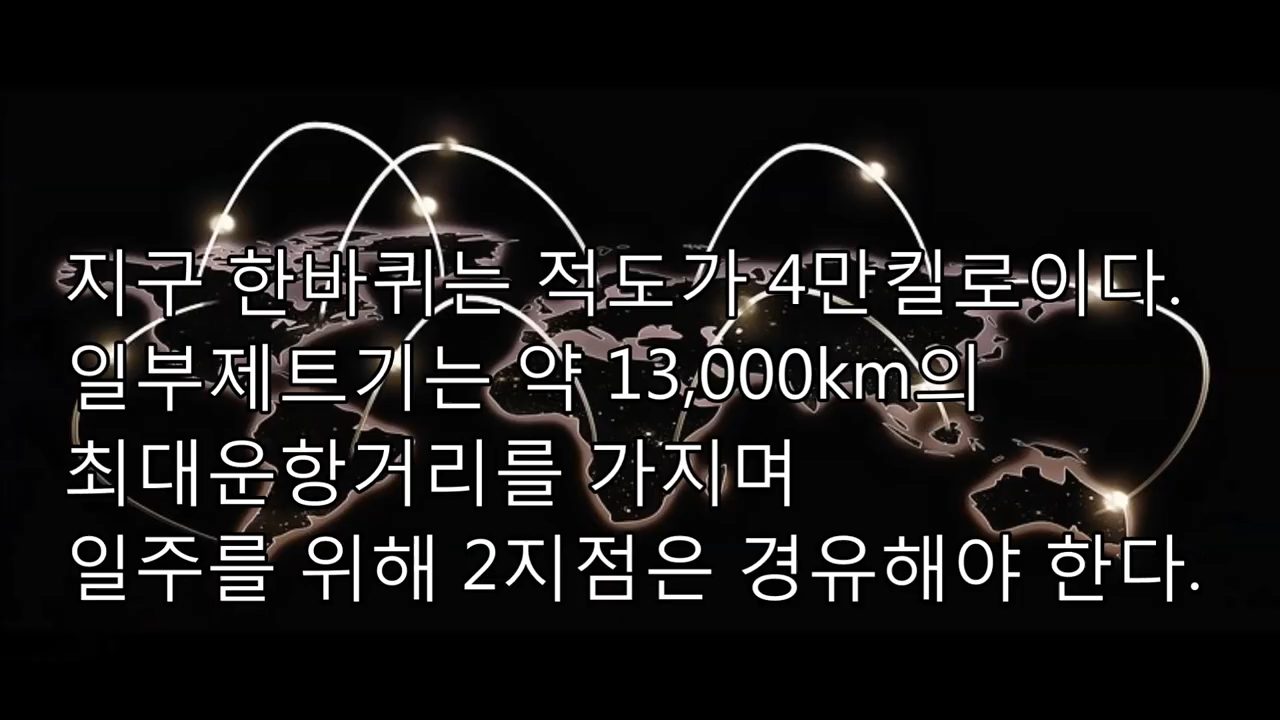 지구 한바퀴는 적도가 4만킬로이다.
일부제트기는 약 13,000km의
최대운항거리를 가지며
일주를 위해 2지점은 경유해야 한다.